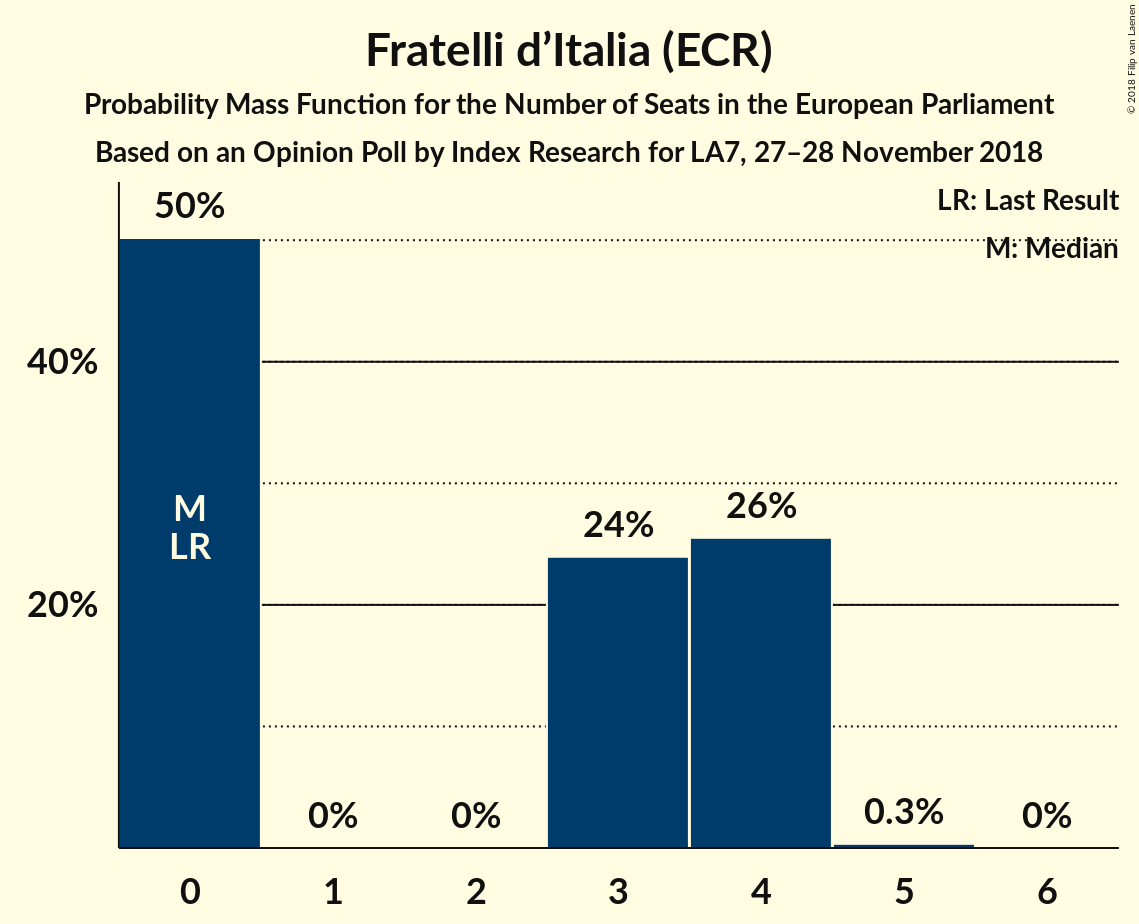 Fratelli d’Italia (ECR)
Probability Mass Function for the Number of Seats in the European Parliament
Based on an Opinion Poll by Index Research for LA7, 27–28 November 2018
© 2018 Filip van Laenen
LR: Last Result
M: Median
50%
40%
20%
M
LR
0%
0%
24%
26%
0.3%
0%
0
1
2
3
4
5
6